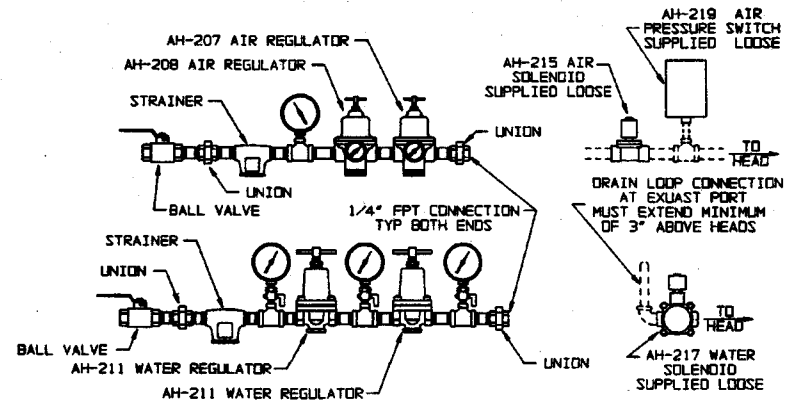 AH-219 AIR
PRESSURE SWITCH
SUPPLIED LOOSE
AH-207 AIR REGULATOR
AH-208 AIR REGULATOR
AH-215 AIR
SOLENOID
SUPPLIED LOOSE
STRAINER
UNION
TO
HEAD
UNION
BALL VALVE
1/4" FPT CONNECTION
TYP BOTH ENDS
DRAIN LOOP CONNECTION
AT EXUAST PORT
MUST EXTEND MINIMUM
OF 3" ABOVE HEADS
STRAINER
UNION
TO
HEAD
BALL VALVE
AH-211 WATER REGULATOR
UNION
AH-211 WATER REGULATOR
AH-217 WATER
SOLENOID
SUPPLIED LOOSE